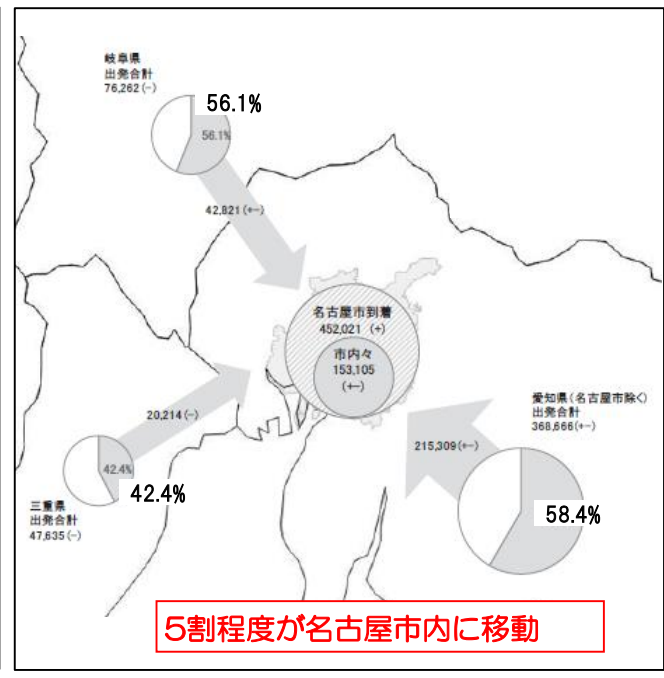 岐阜県
出発合計
76,262(-)
56.1%
56.1%
42,821(+-)
名古屋市到着
452,021 (+)
市内々
153,105
(+-)
愛知県(名古屋市除く)
出発合計
368,666(+-)
215,309(+-)
20,214(-)
42.4%
42.4%
三重県
出発合計
47,635(-)
58.4%
5割程度が名古屋市内に移動